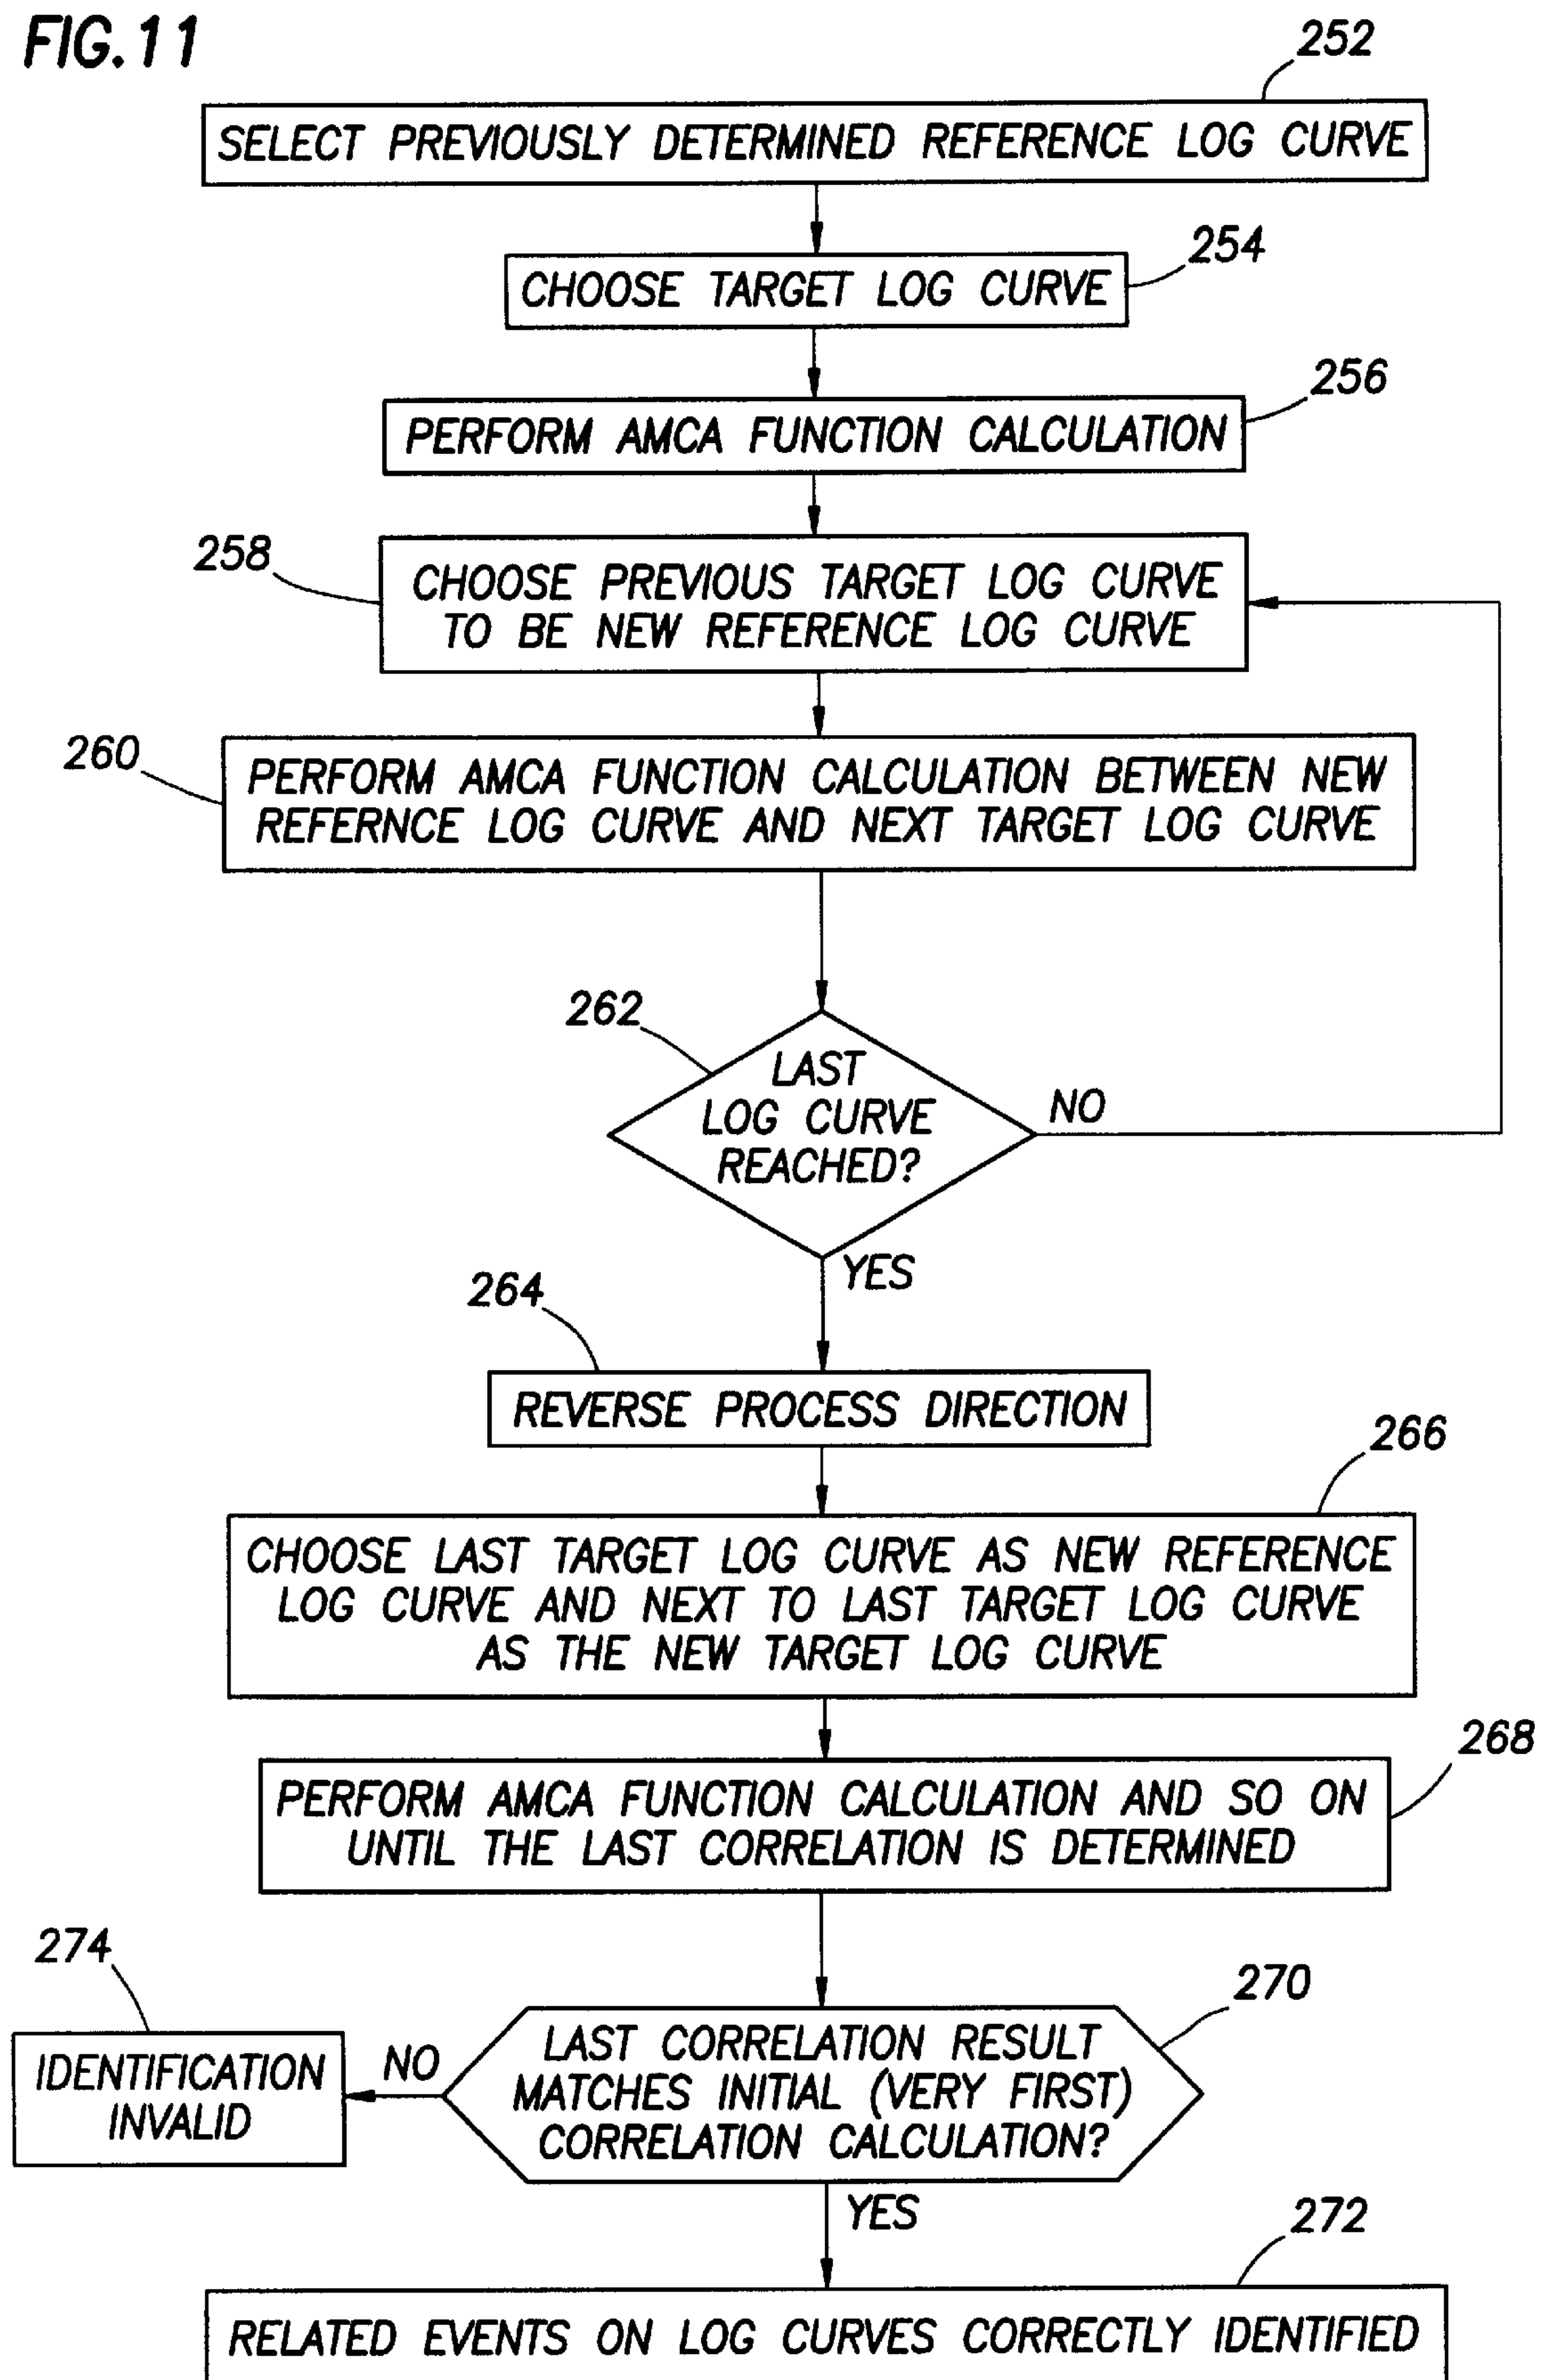 FIG.11
252
SELECT PREVIOUSLY DETERMINED REFERENCE LOG CURVE
254
CHOOSE TARGET LOG CURVE
256
PERFORM AMCA FUNCTION CALCULATION
258
CHOOSE PREVIOUS TARGET LOG CURVE
TO BE NEW REFERENCE LOG CURVE
260
PERFORM AMCA FUNCTION CALCULATION BETWEEN NEW
REFERNCE LOG CURVE AND NEXT TARGET LOG CURVE
262
LAST
LOG CURVE
REACHED?
NO
YES
264
REVERSE PROCESS DIRECTION
266
CHOOSE LAST TARGET LOG CURVE AS NEW REFERENCE
LOG CURVE AND NEXT TO LAST TARGET LOG CURVE
AS THE NEW TARGET LOG CURVE
268
PERFORM AMCA FUNCTION CALCULATION AND SO ON
UNTIL THE LAST CORRELATION IS DETERMINED
270
LAST CORRELATION RESULT
MATCHES INITIAL (VERY FIRST)
CORRELATION CALCULATION?
NO
274
IDENTIFICATION
INVALID
YES
272
RELATED EVENTS ON LOG CURVES CORRECTLY IDENTIFIED